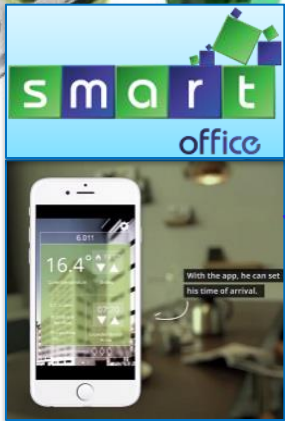 smart
office
6.011
16.4°
With the app, he can set
his time of arrival.